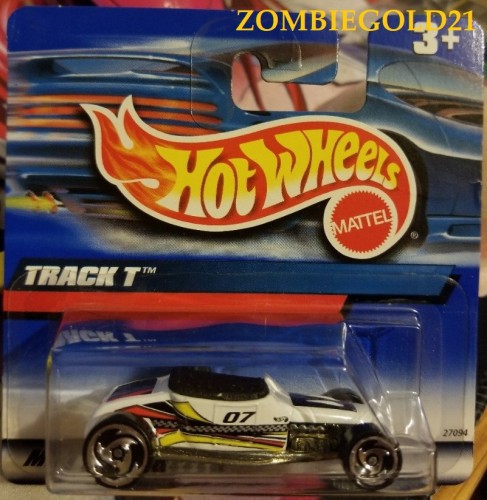 ZOMBIEGOLD21
3+
HOT WHEELS
MATTEL
®
TRACK T™
07
27094